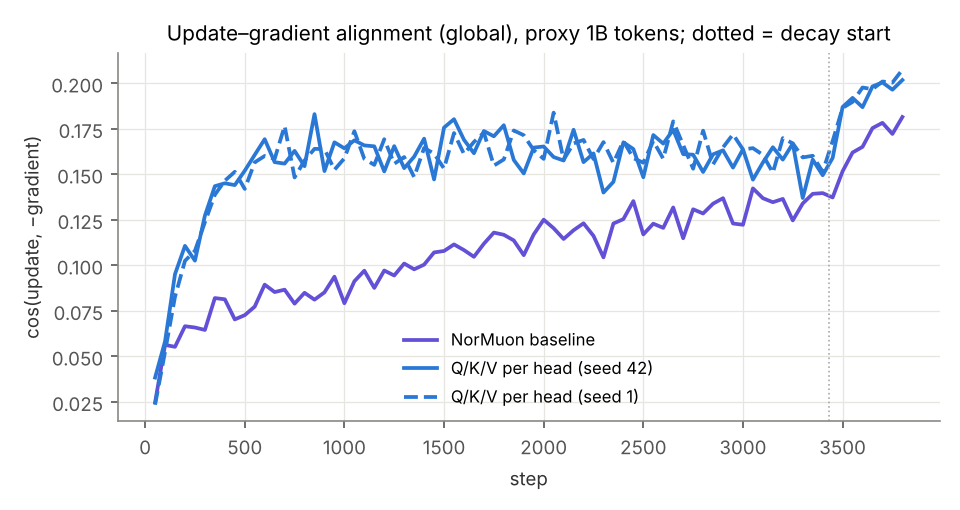 Update–gradient alignment (global), proxy 1B tokens; dotted = decay start
cos(update, −gradient)
0.200
0.175
0.150
0.125
0.100
0.075
0.050
0.025
NorMuon baseline
Q/K/V per head (seed 42)
Q/K/V per head (seed 1)
0 500 1000 1500 2000 2500 3000 3500
step